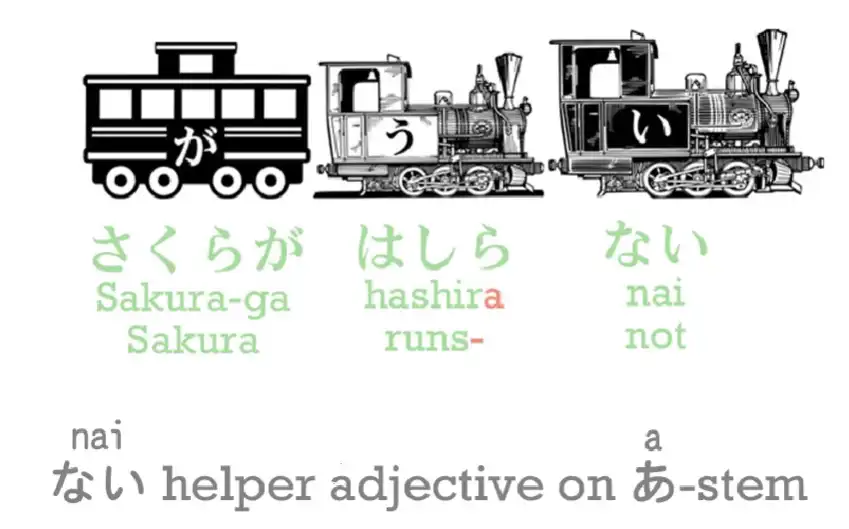 が う い
さくらが はしら ない
Sakura-ga hashira nai
Sakura runs- not
nai a
ない helper adjective on あ-stem